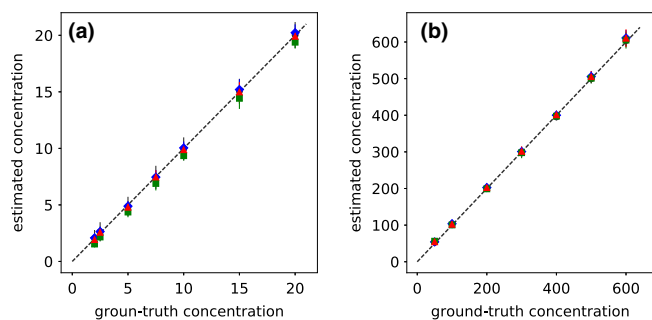 (a)
20
15
10
5
0
estimated concentration
0 5 10 15 20
groun-truth concentration
(b)
600
500
400
300
200
100
0
estimated concentration
0 200 400 600
ground-truth concentration